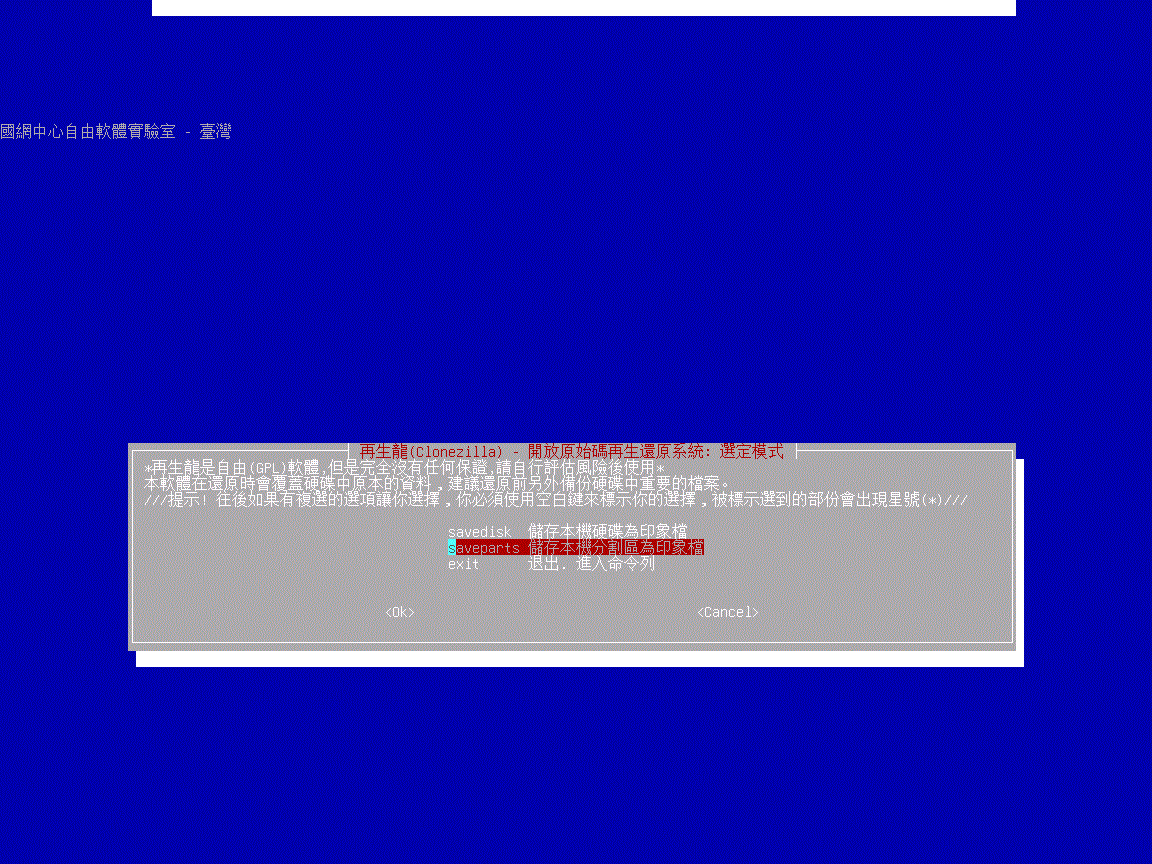 國網中心自由軟體實驗室 - 臺灣
再生龍(Clonezilla) - 開放原始碼再生還原系統: 選定模式
*再生龍是自由(GPL)軟體,但是完全沒有任何保證,請自行評估風險後使用*
本軟體在還原時會覆蓋硬碟中原本的資料,建議還原前另外備份硬碟中重要的檔案。
///提示! 往後如果有複選的選項讓你選擇,你必須使用空白鍵來標示你的選擇,被標示選到的部份會出現星號(*)///
savedisk 儲存本機硬碟為印象檔
saveparts 儲存本機分割區為印象檔
exit 退出. 進入命令列
<Ok> <Cancel>